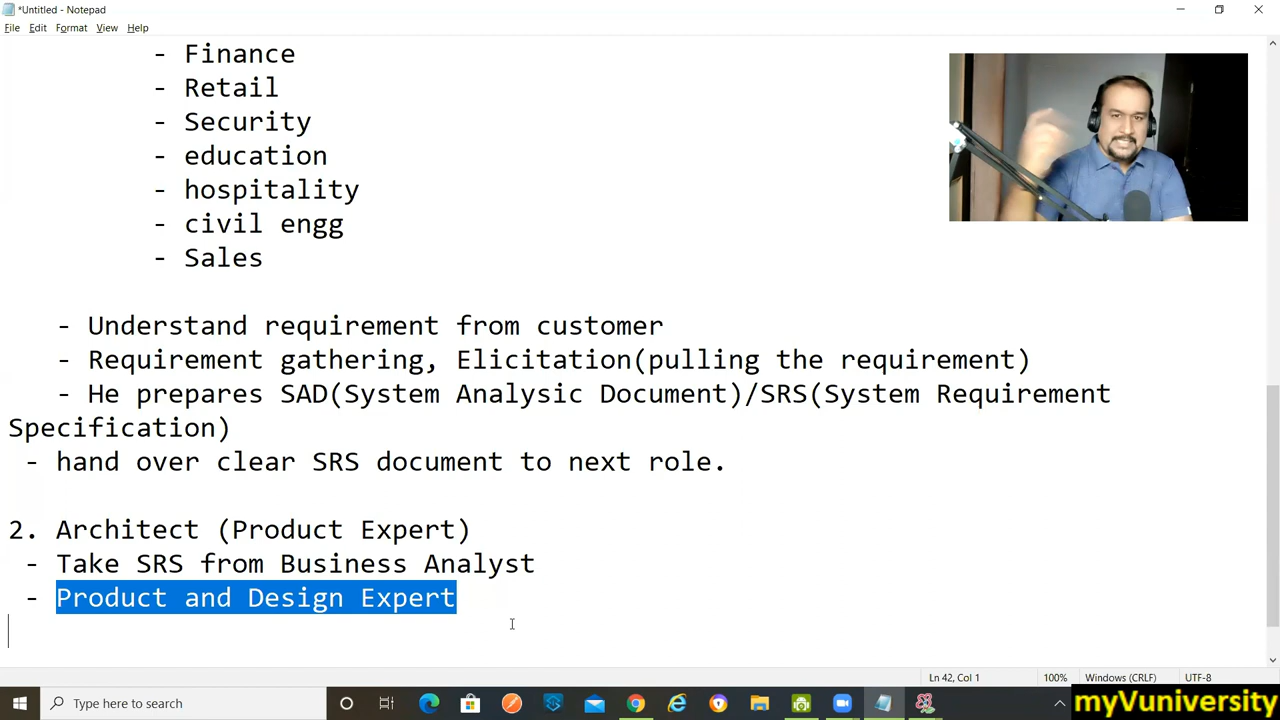 *Untitled - Notepad
File Edit Format View Help
- Finance
- Retail
- Security
- education
- hospitality
- civil engg
- Sales
- Understand requirement from customer
- Requirement gathering, Elicitation(pulling the requirement)
- He prepares SAD(System Analysic Document)/SRS(System Requirement
Specification)
- hand over clear SRS document to next role.
2. Architect (Product Expert)
- Take SRS from Business Analyst
- Product and Design Expert
Ln 42, Col 1 100% Windows (CRLF) UTF-8
Type here to search
myVuniversity